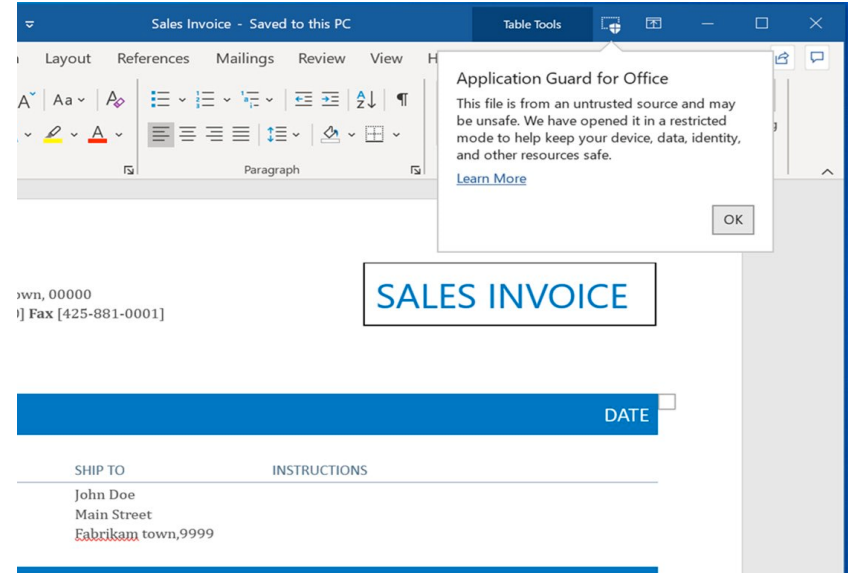 Sales Invoice - Saved to this PC
Table Tools
Layout References Mailings Review View H
Aa
Paragraph
Application Guard for Office
This file is from an untrusted source and may
be unsafe. We have opened it in a restricted
mode to help keep your device, data, identity,
and other resources safe.
Learn More
OK
own, 00000
0] Fax [425-881-0001]
SALES INVOICE
DATE
SHIP TO INSTRUCTIONS
John Doe
Main Street
Fabrikam town,9999